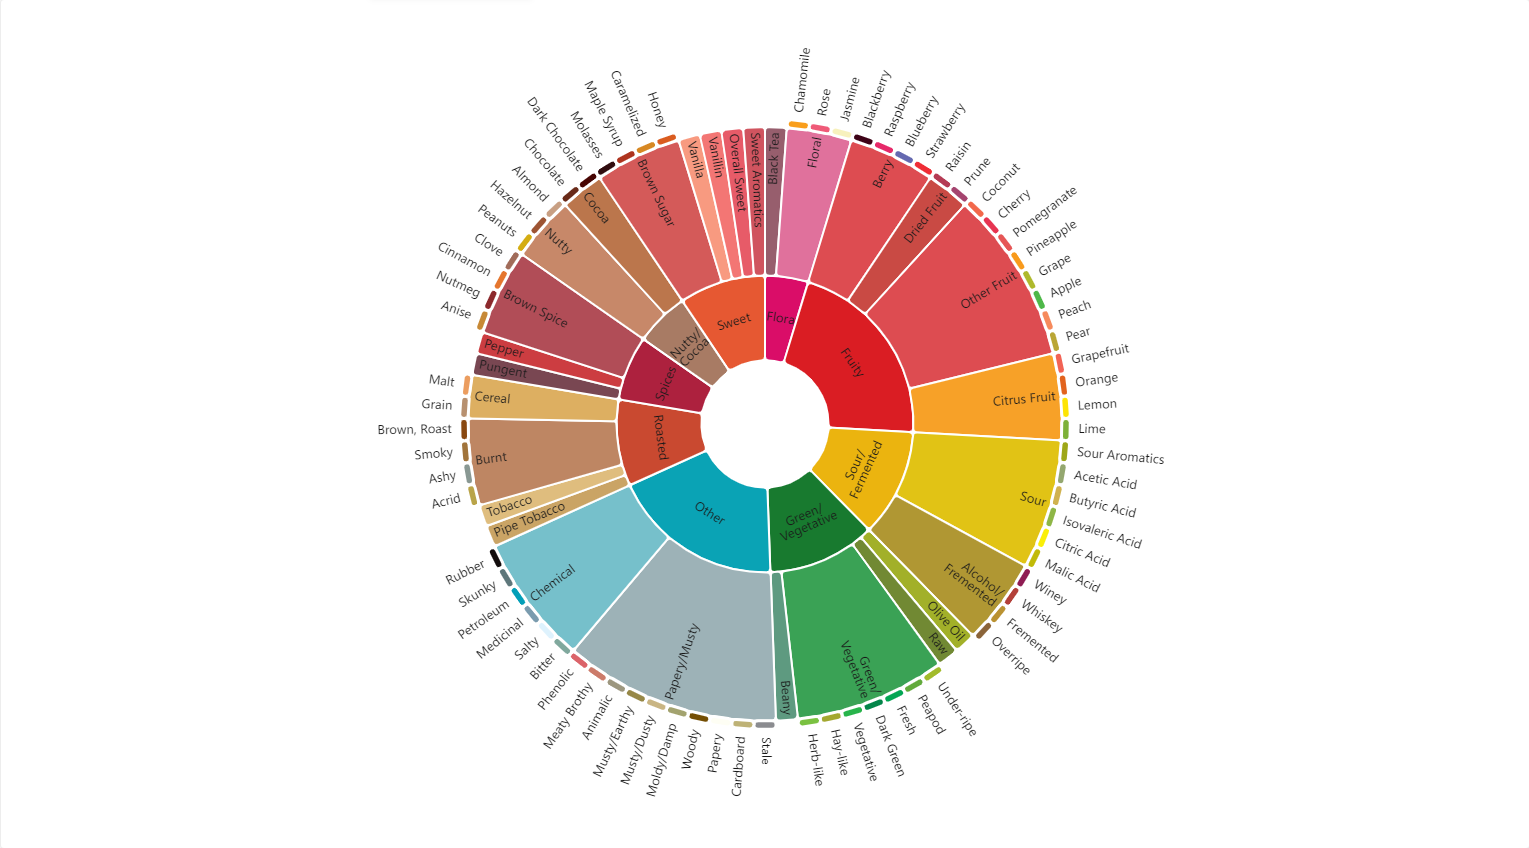 Flora
Floral
Black Tea
Chamomile
Rose
Jasmine
Fruity
Berry
Blackberry
Raspberry
Blueberry
Strawberry
Dried Fruit
Raisin
Prune
Other Fruit
Coconut
Cherry
Pomegranate
Pineapple
Grape
Apple
Peach
Pear
Citrus Fruit
Grapefruit
Orange
Lemon
Lime
Sour/
Fermented
Sour
Sour Aromatics
Acetic Acid
Butyric Acid
Isovaleric Acid
Citric Acid
Malic Acid
Alcohol/
Fremented
Winey
Whiskey
Fremented
Overripe
Green/
Vegetative
Olive Oil
Raw
Green/
Vegetative
Under-ripe
Peapod
Fresh
Dark Green
Vegetative
Hay-like
Herb-like
Beany
Other
Papery/Musty
Stale
Cardboard
Papery
Woody
Moldy/Damp
Musty/Dusty
Musty/Earthy
Animalic
Meaty Brothy
Phenolic
Chemical
Bitter
Salty
Medicinal
Petroleum
Skunky
Rubber
Roasted
Pipe Tobacco
Tobacco
Burnt
Acrid
Ashy
Smoky
Brown, Roast
Cereal
Grain
Malt
Spices
Pungent
Pepper
Brown Spice
Anise
Nutmeg
Cinnamon
Clove
Nutty/
Cocoa
Nutty
Peanuts
Hazelnut
Almond
Cocoa
Chocolate
Dark Chocolate
Sweet
Brown Sugar
Molasses
Maple Syrup
Caramelized
Honey
Vanilla
Vanillin
Overall Sweet
Sweet Aromatics